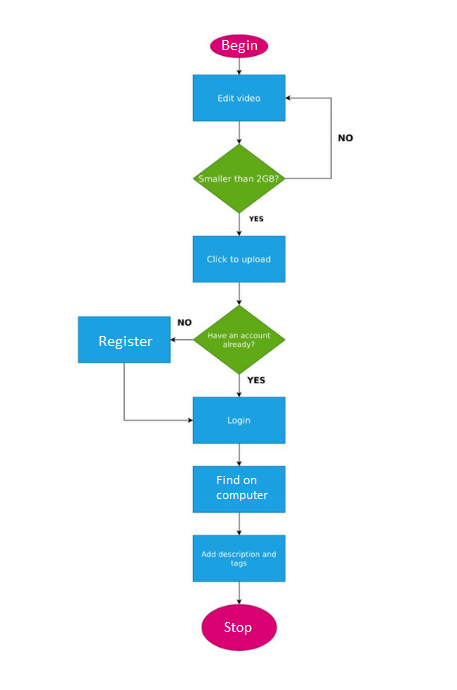 Begin
Edit video
NO
Smaller than 2GB?
YES
Click to upload
NO
Have an account
already?
Register
YES
Login
Find on
computer
Add description and
tags
Stop